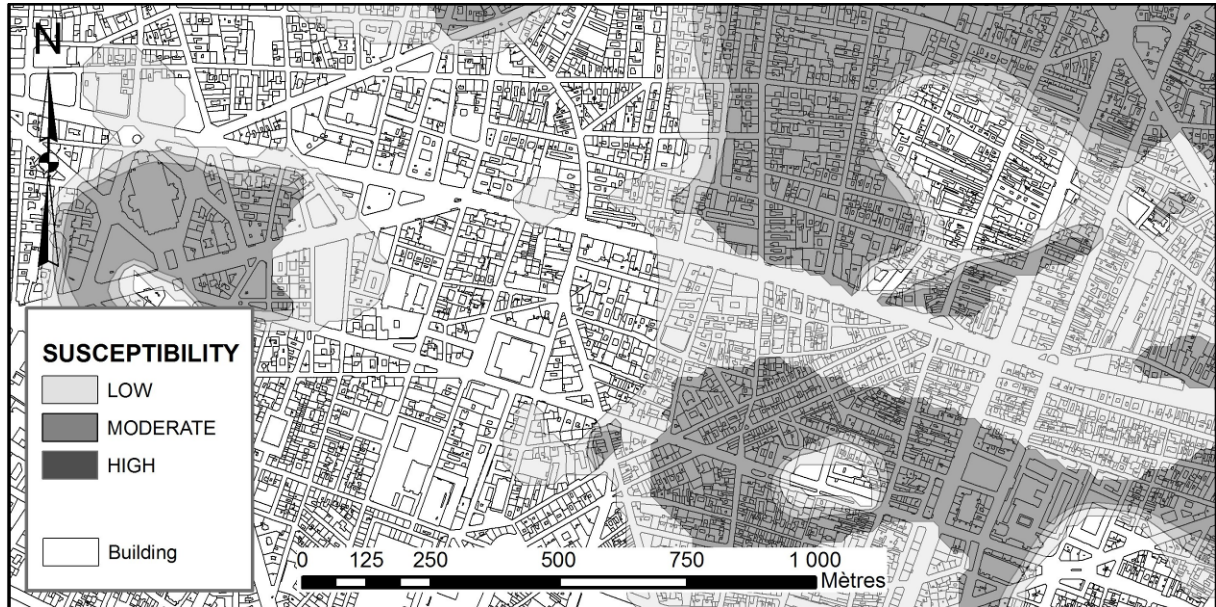 N
SUSCEPTIBILITY
LOW
MODERATE
HIGH
Building
0 125 250 500 750 1 000
Mètres